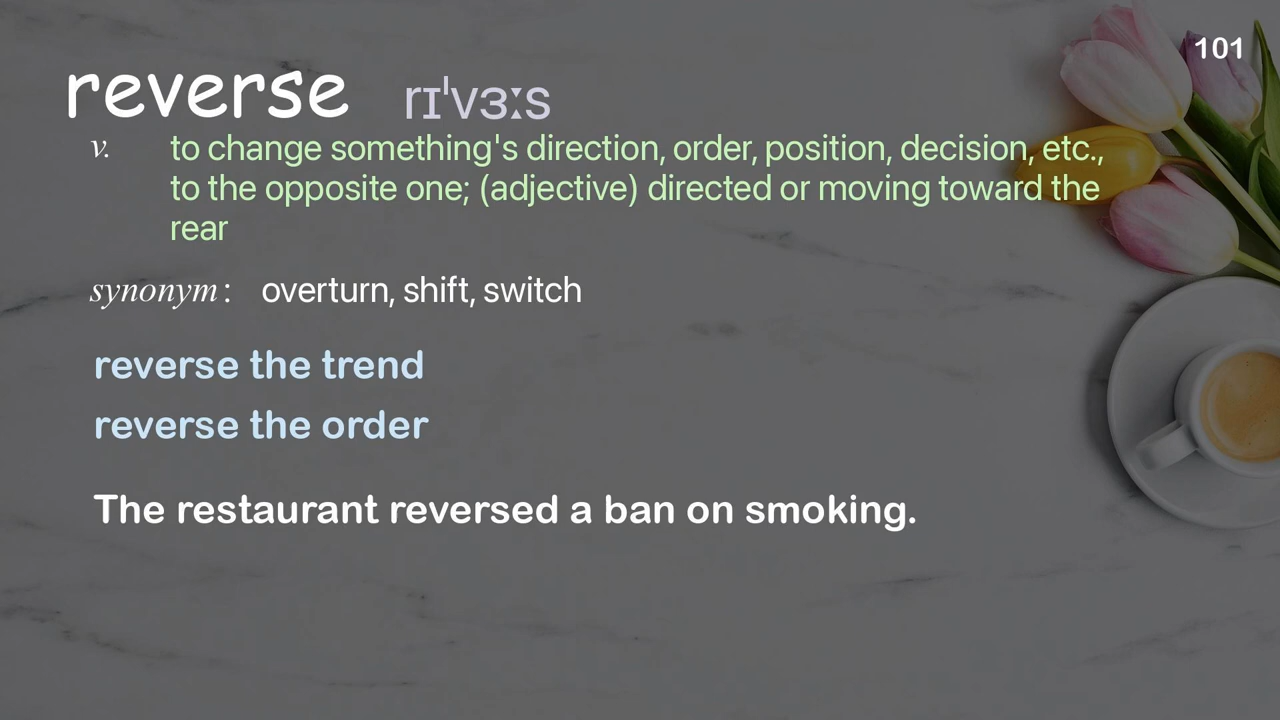 101
reverse rɪˈvɜːs
v. to change something's direction, order, position, decision, etc.,
to the opposite one; (adjective) directed or moving toward the
rear
synonym : overturn, shift, switch
reverse the trend
reverse the order
The restaurant reversed a ban on smoking.